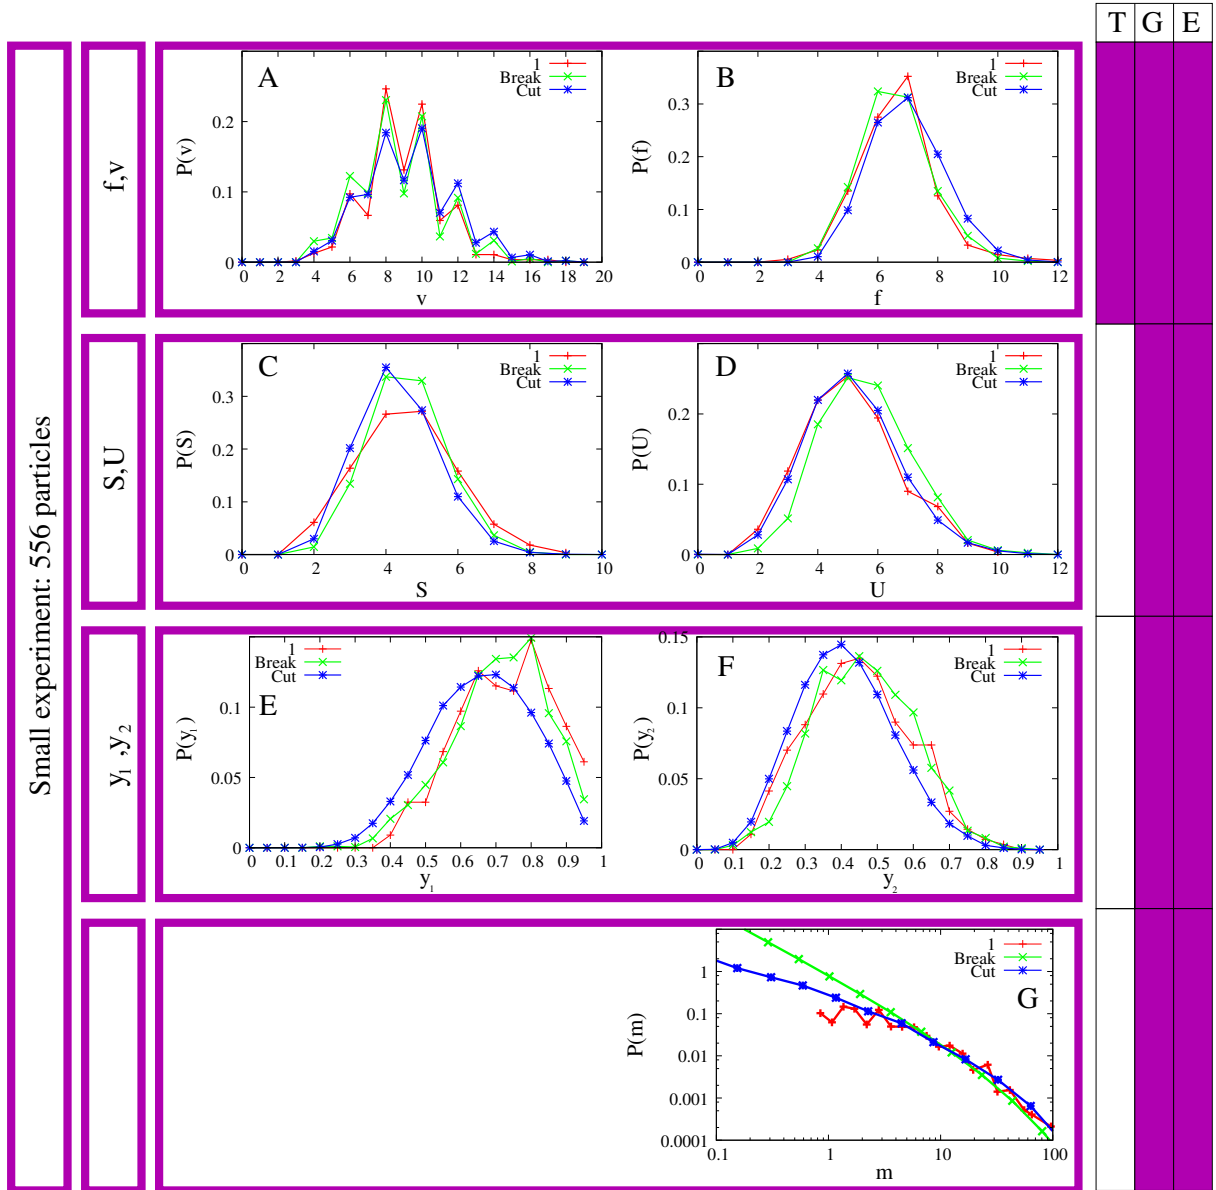 T G E
Small experiment: 556 particles
f,v
A
1
Break
Cut
P(v)
0.2
0.1
0
0 2 4 6 8 10 12 14 16 18 20
v
B
1
Break
Cut
P(f)
0.3
0.2
0.1
0
0 2 4 6 8 10 12
f
S,U
C
1
Break
Cut
P(S)
0.3
0.2
0.1
0
0 2 4 6 8 10
S
D
1
Break
Cut
P(U)
0.2
0.1
0
0 2 4 6 8 10 12
U
y₁ ,y₂
E
1
Break
Cut
P(y₁)
0.1
0.05
0
0 0.1 0.2 0.3 0.4 0.5 0.6 0.7 0.8 0.9 1
y₁
F
1
Break
Cut
P(y₂)
0.15
0.1
0.05
0
0 0.1 0.2 0.3 0.4 0.5 0.6 0.7 0.8 0.9 1
y₂
G
1
Break
Cut
P(m)
1
0.1
0.01
0.001
0.0001
0.1 1 10 100
m